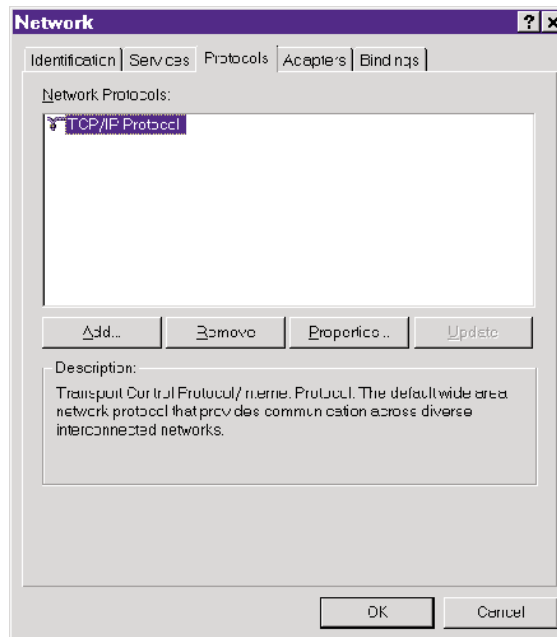 Network
Identification Services Protocols Adapters Bindings
Network Protocols:
TCP/IP Protocol
Add... Remove Properties... Update
Description:
Transport Control Protocol/Internet Protocol. The default wide area
network protocol that provides communication across diverse
interconnected networks.
OK Cancel